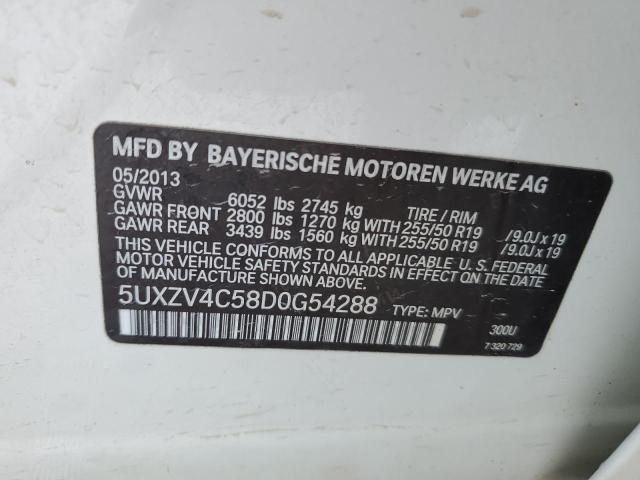 MFD BY BAYERISCHE MOTOREN WERKE AG
05/2013
GVWR 6052 lbs 2745 kg TIRE / RIM
GAWR FRONT 2800 lbs 1270 kg WITH 255/50 R19 /9.0J x 19
GAWR REAR 3439 lbs 1560 kg WITH 255/50 R19 /9.0J x 19
THIS VEHICLE CONFORMS TO ALL APPLICABLE U. S. FEDERAL
MOTOR VEHICLE SAFETY STANDARDS IN EFFECT ON THE DATE
OF MANUFACTURE SHOWN ABOVE.
5UXZV4C58D0G54288 TYPE: MPV
300U
7 320 729